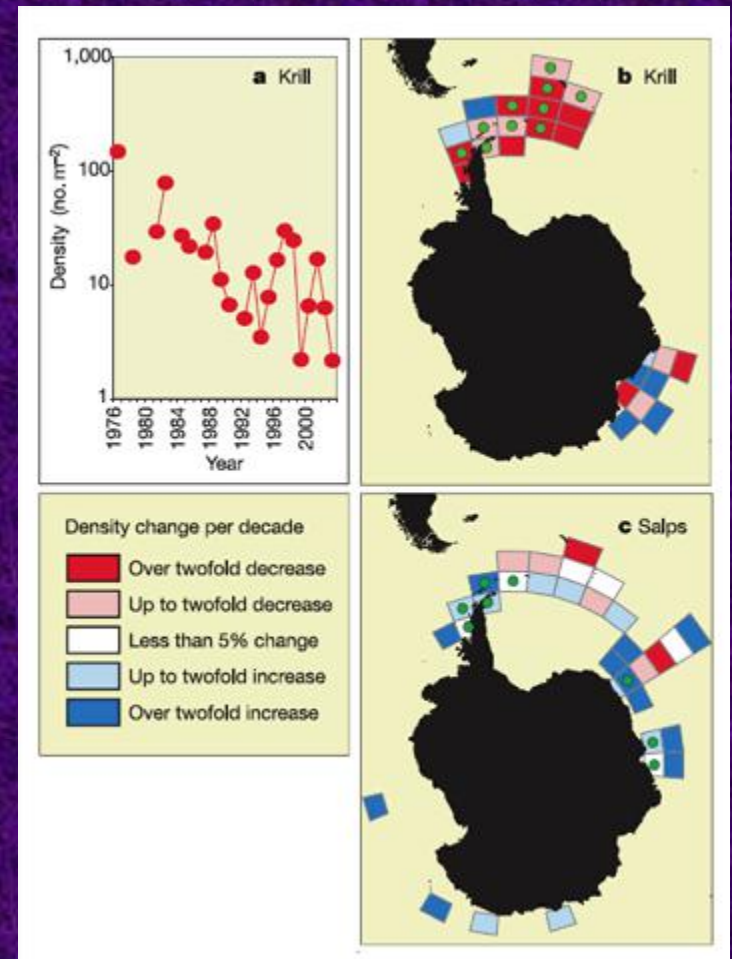 a Krill
1,000
100
10
1
Density (no. m⁻²)
1976
1980
1984
1988
1992
1996
2000
Year
b Krill
Density change per decade
Over twofold decrease
Up to twofold decrease
Less than 5% change
Up to twofold increase
Over twofold increase
c Salps